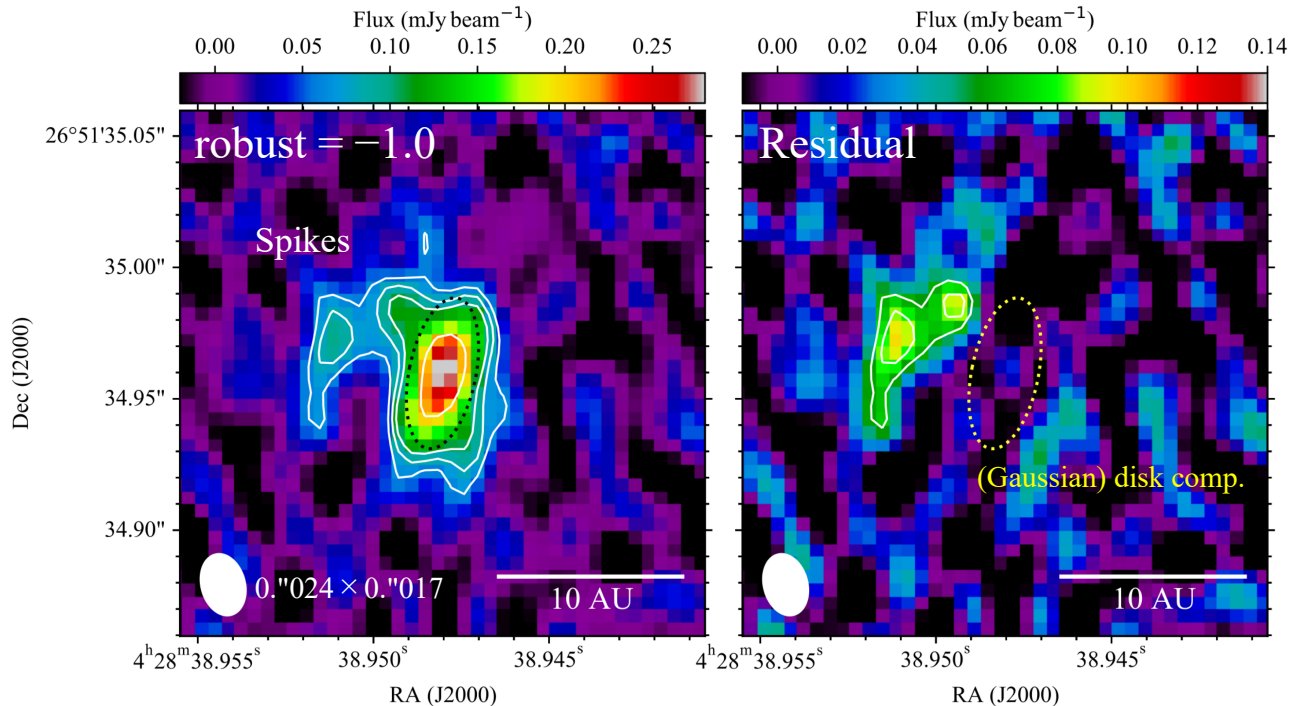 Flux (mJy beam⁻¹)
0.00 0.05 0.10 0.15 0.20 0.25
robust = −1.0
Spikes
0."024 × 0."017
10 AU
26°51'35.05"
35.00"
34.95"
34.90"
Dec (J2000)
4ʰ28ᵐ38.955ˢ 38.950ˢ 38.945ˢ
RA (J2000)
Flux (mJy beam⁻¹)
0.00 0.02 0.04 0.06 0.08 0.10 0.12 0.14
Residual
(Gaussian) disk comp.
10 AU
4ʰ28ᵐ38.955ˢ 38.950ˢ 38.945ˢ
RA (J2000)